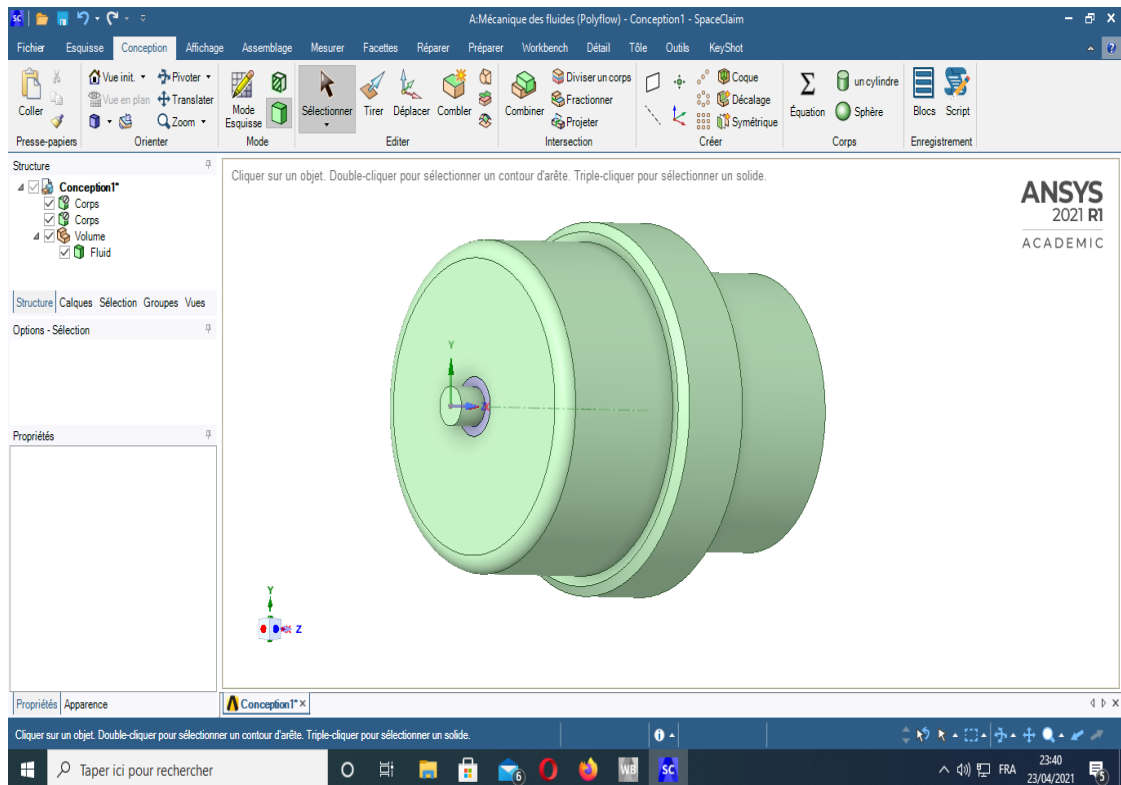 A:Mécanique des fluides (Polyflow) - Conception1 - SpaceClaim
Fichier Esquisse Conception Affichage Assemblage Mesurer Facettes Réparer Préparer Workbench Détail Tôle Outils KeyShot
Coller
Presse-papiers
Vue init. Pivoter
Vue en plan Translater
Zoom
Orienter
Mode
Esquisse
Mode
Sélectionner Tirer Déplacer Combler
Editer
Combiner
Diviser un corps
Fractionner
Projeter
Intersection
Coque
Décalage
Symétrique
Créer
Équation
un cylindre
Sphère
Corps
Blocs Script
Enregistrement
Structure
Conception1*
Corps
Corps
Volume
Fluid
Structure Calques Sélection Groupes Vues
Options - Sélection
Propriétés
Propriétés Apparence
Cliquer sur un objet. Double-cliquer pour sélectionner un contour d'arête. Triple-cliquer pour sélectionner un solide.
ANSYS
2021 R1
ACADEMIC
Y
Y
Z
Conception1*
Cliquer sur un objet. Double-cliquer pour sélectionner un contour d'arête. Triple-cliquer pour sélectionner un solide.
Taper ici pour rechercher
6
WB
SC
FRA
23:40
23/04/2021
5